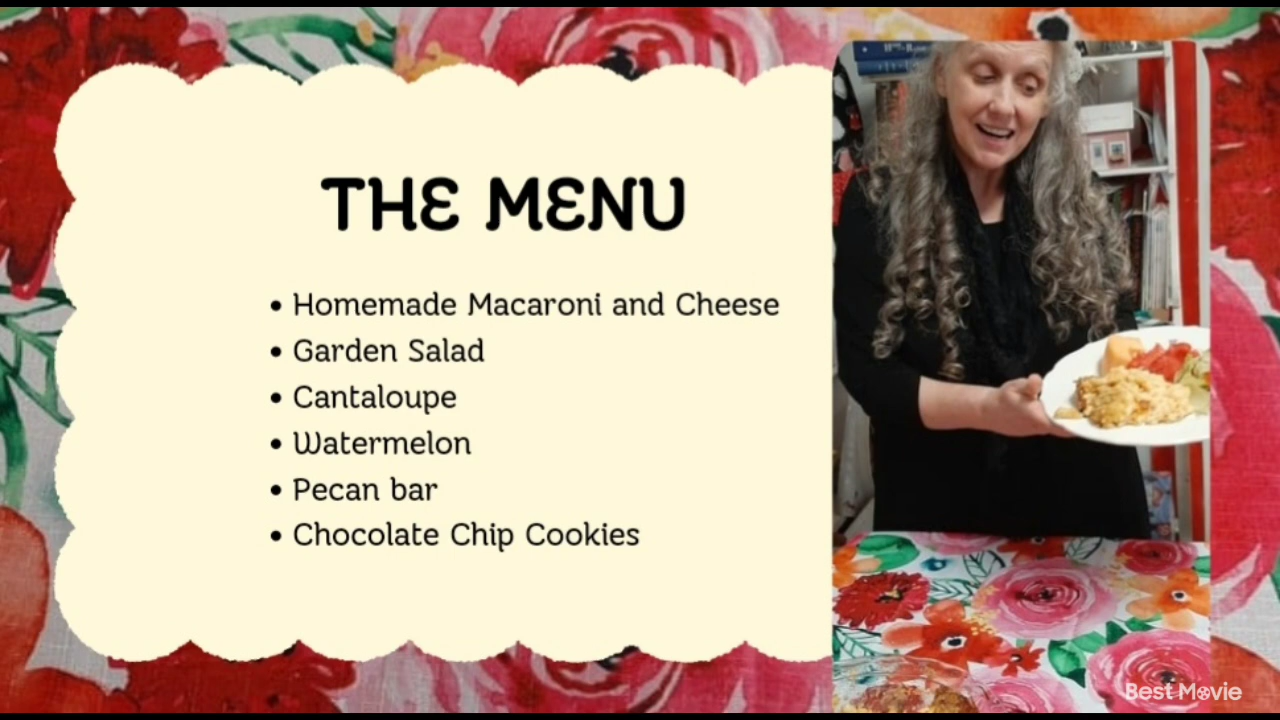 THE MENU
• Homemade Macaroni and Cheese
• Garden Salad
• Cantaloupe
• Watermelon
• Pecan bar
• Chocolate Chip Cookies
Best Movie